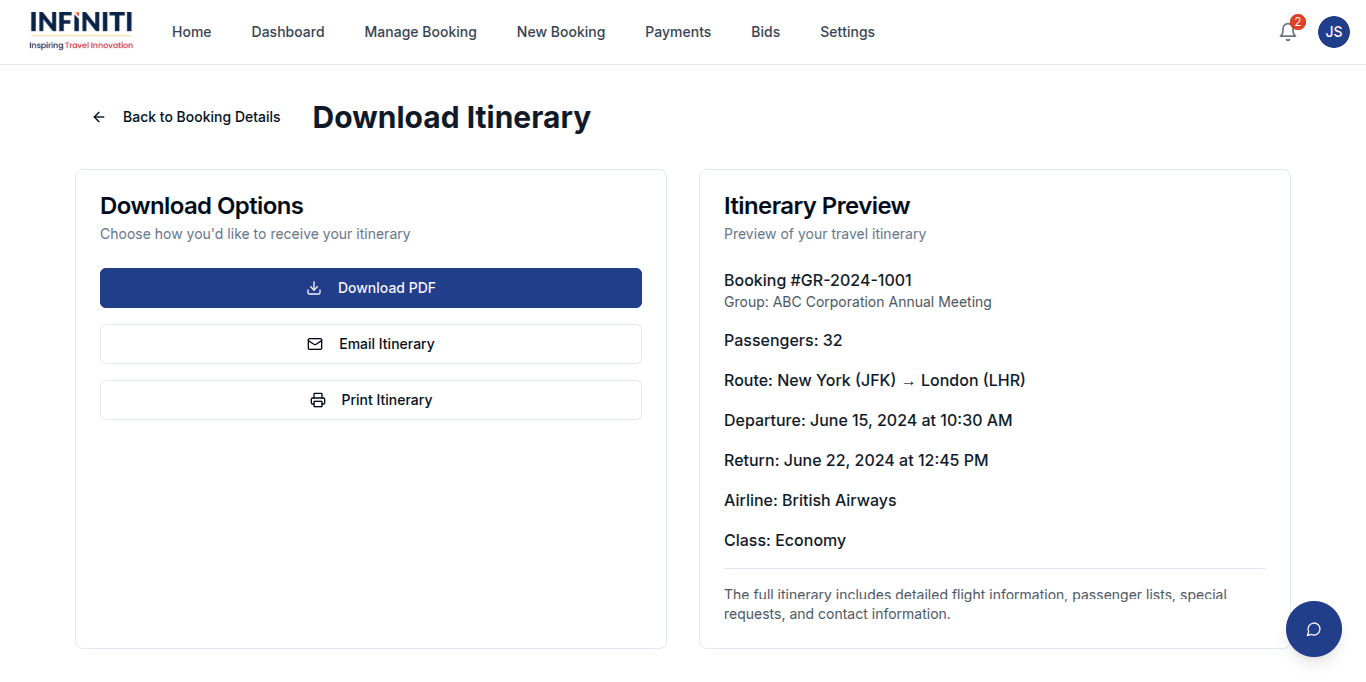 INFINITI
Inspiring Travel Innovation
Home
Dashboard
Manage Booking
New Booking
Payments
Bids
Settings
2
JS
Back to Booking Details
Download Itinerary
Download Options
Choose how you'd like to receive your itinerary
Download PDF
Email Itinerary
Print Itinerary
Itinerary Preview
Preview of your travel itinerary
Booking #GR-2024-1001
Group: ABC Corporation Annual Meeting
Passengers: 32
Route: New York (JFK) → London (LHR)
Departure: June 15, 2024 at 10:30 AM
Return: June 22, 2024 at 12:45 PM
Airline: British Airways
Class: Economy
The full itinerary includes detailed flight information, passenger lists, special
requests, and contact information.